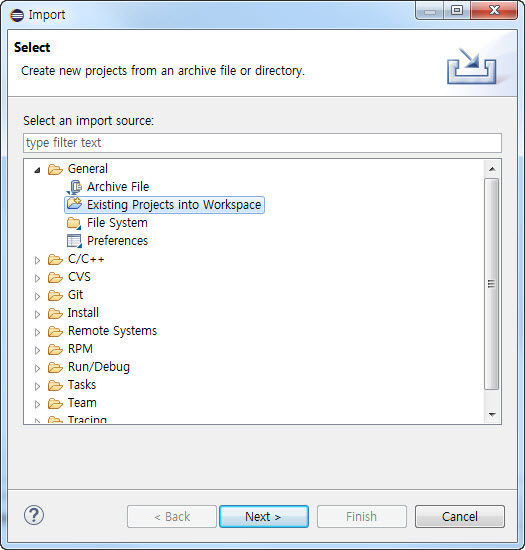 Import
Select
Create new projects from an archive file or directory.
Select an import source:
type filter text
General
Archive File
Existing Projects into Workspace
File System
Preferences
C/C++
CVS
Git
Install
Remote Systems
RPM
Run/Debug
Tasks
Team
Tracing
?
< Back
Next >
Finish
Cancel